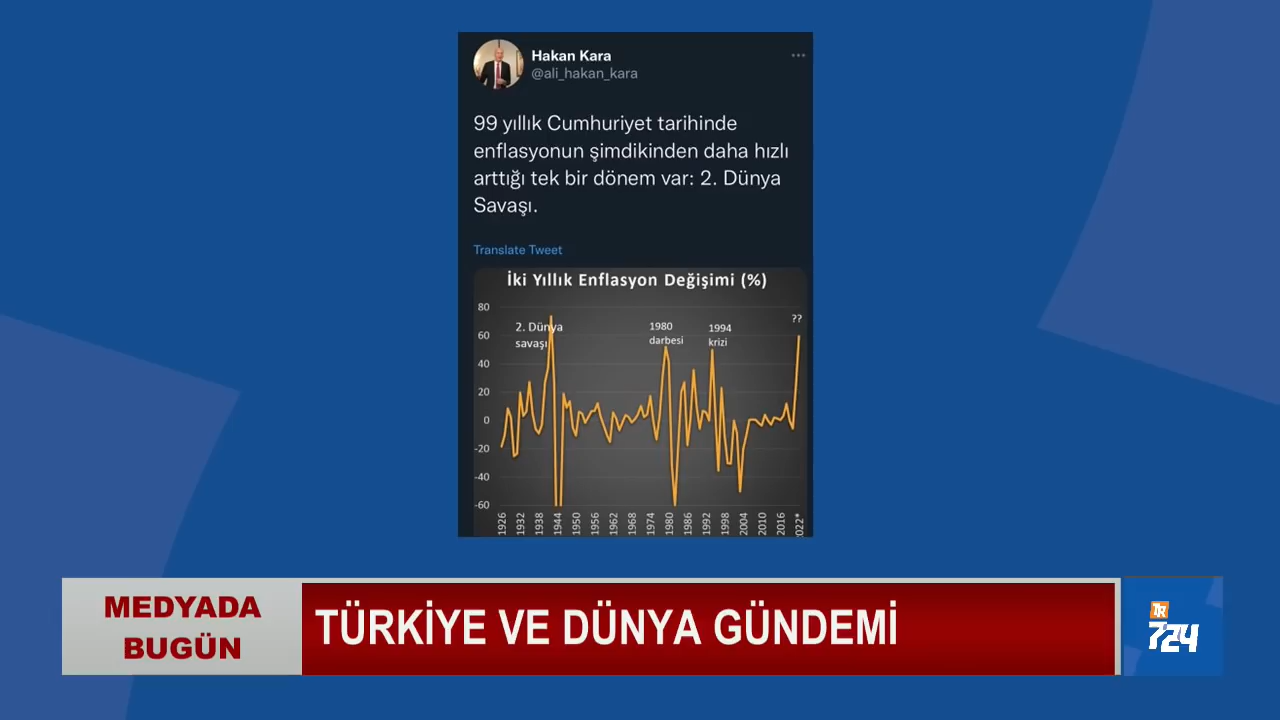 Hakan Kara
@ali_hakan_kara
99 yıllık Cumhuriyet tarihinde
enflasyonun şimdikinden daha hızlı
arttığı tek bir dönem var: 2. Dünya
Savaşı.
Translate Tweet
İki Yıllık Enflasyon Değişimi (%)
80
60
40
20
0
-20
-40
-60
2. Dünya
savaşı
1980
darbesi
1994
krizi
??
1926
1932
1938
1944
1950
1956
1962
1968
1974
1980
1986
1992
1998
2004
2010
2016
2022*
MEDYADA
BUGÜN
TÜRKİYE VE DÜNYA GÜNDEMİ
TR
724